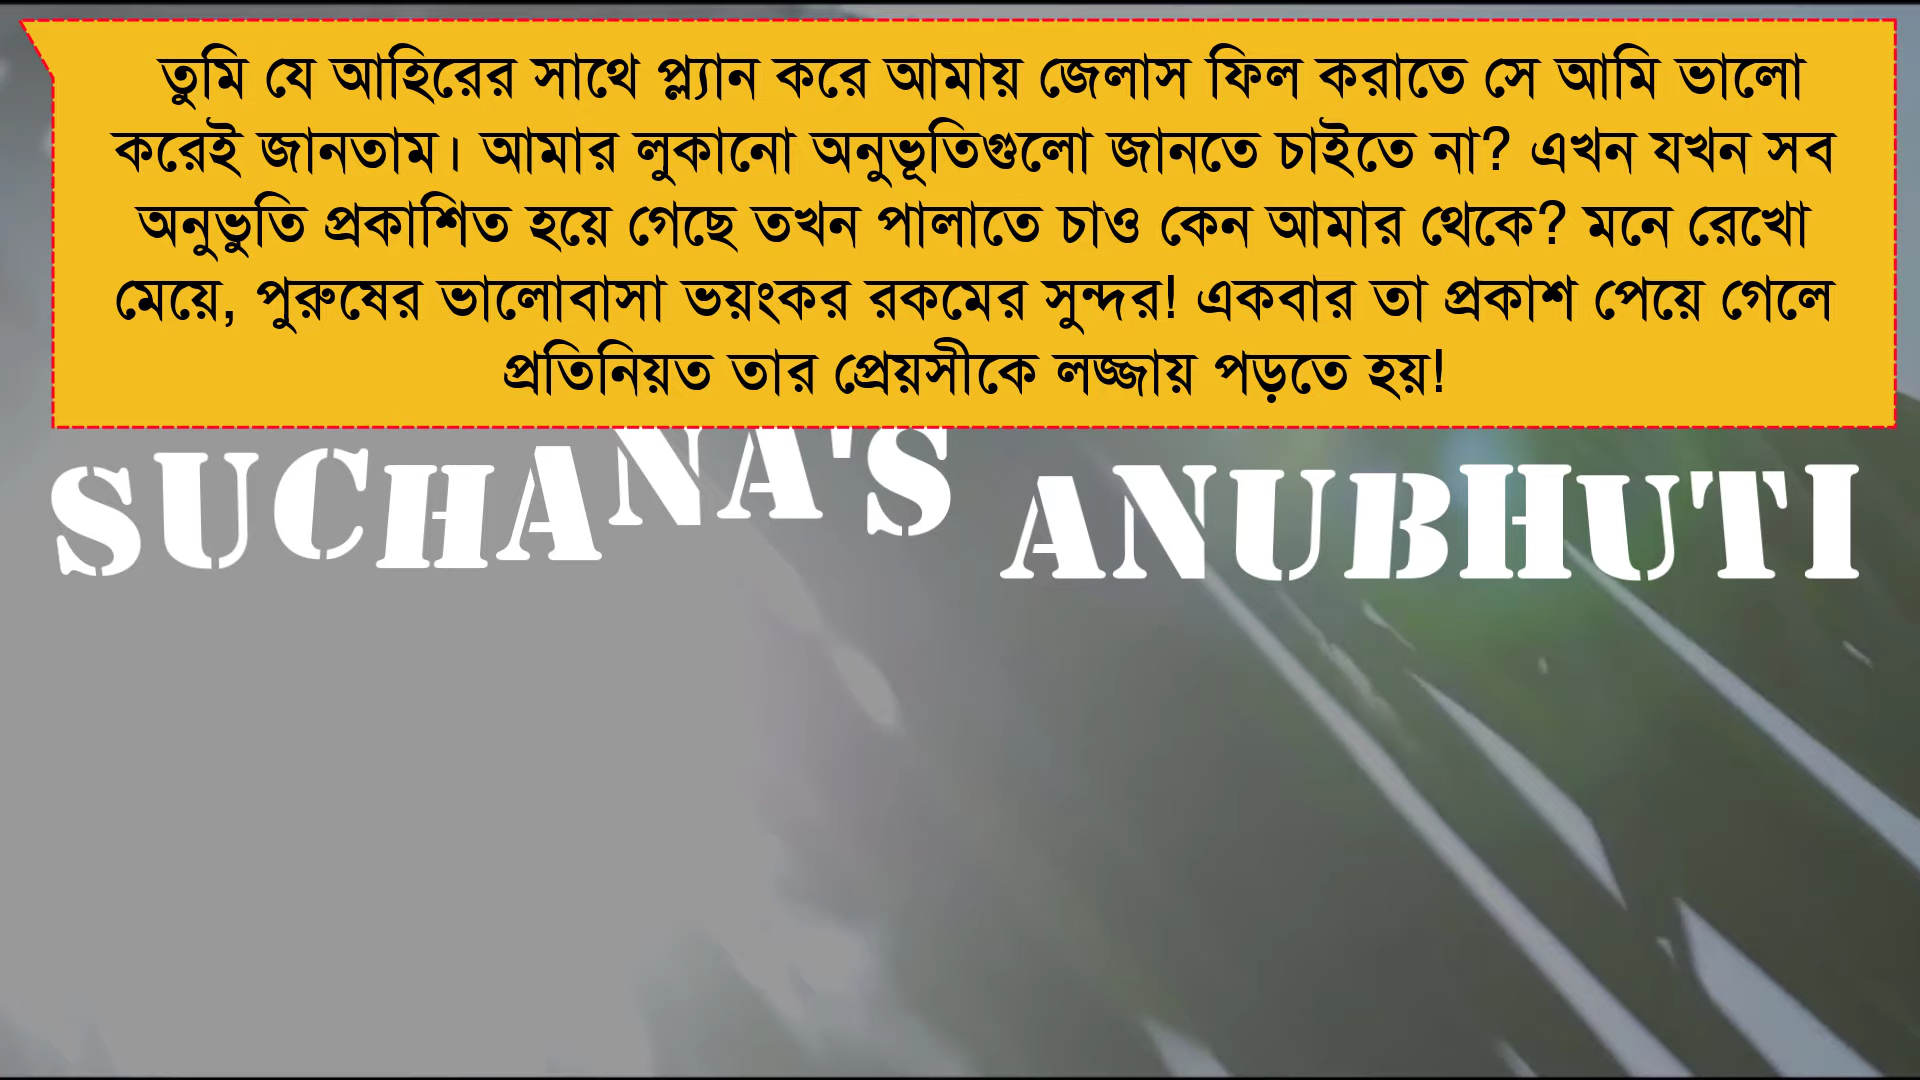 তুমি যে আহিরের সাথে প্ল্যান করে আমায় জেলাস ফিল করাতে সে আমি ভালো
করেই জানতাম। আমার লুকানো অনুভূতিগুলো জানতে চাইতে না? এখন যখন সব
অনুভুতি প্রকাশিত হয়ে গেছে তখন পালাতে চাও কেন আমার থেকে? মনে রেখো
মেয়ে, পুরুষের ভালোবাসা ভয়ংকর রকমের সুন্দর! একবার তা প্রকাশ পেয়ে গেলে
প্রতিনিয়ত তার প্রেয়সীকে লজ্জায় পড়তে হয়!
SUCHANA'S ANUBHUTI